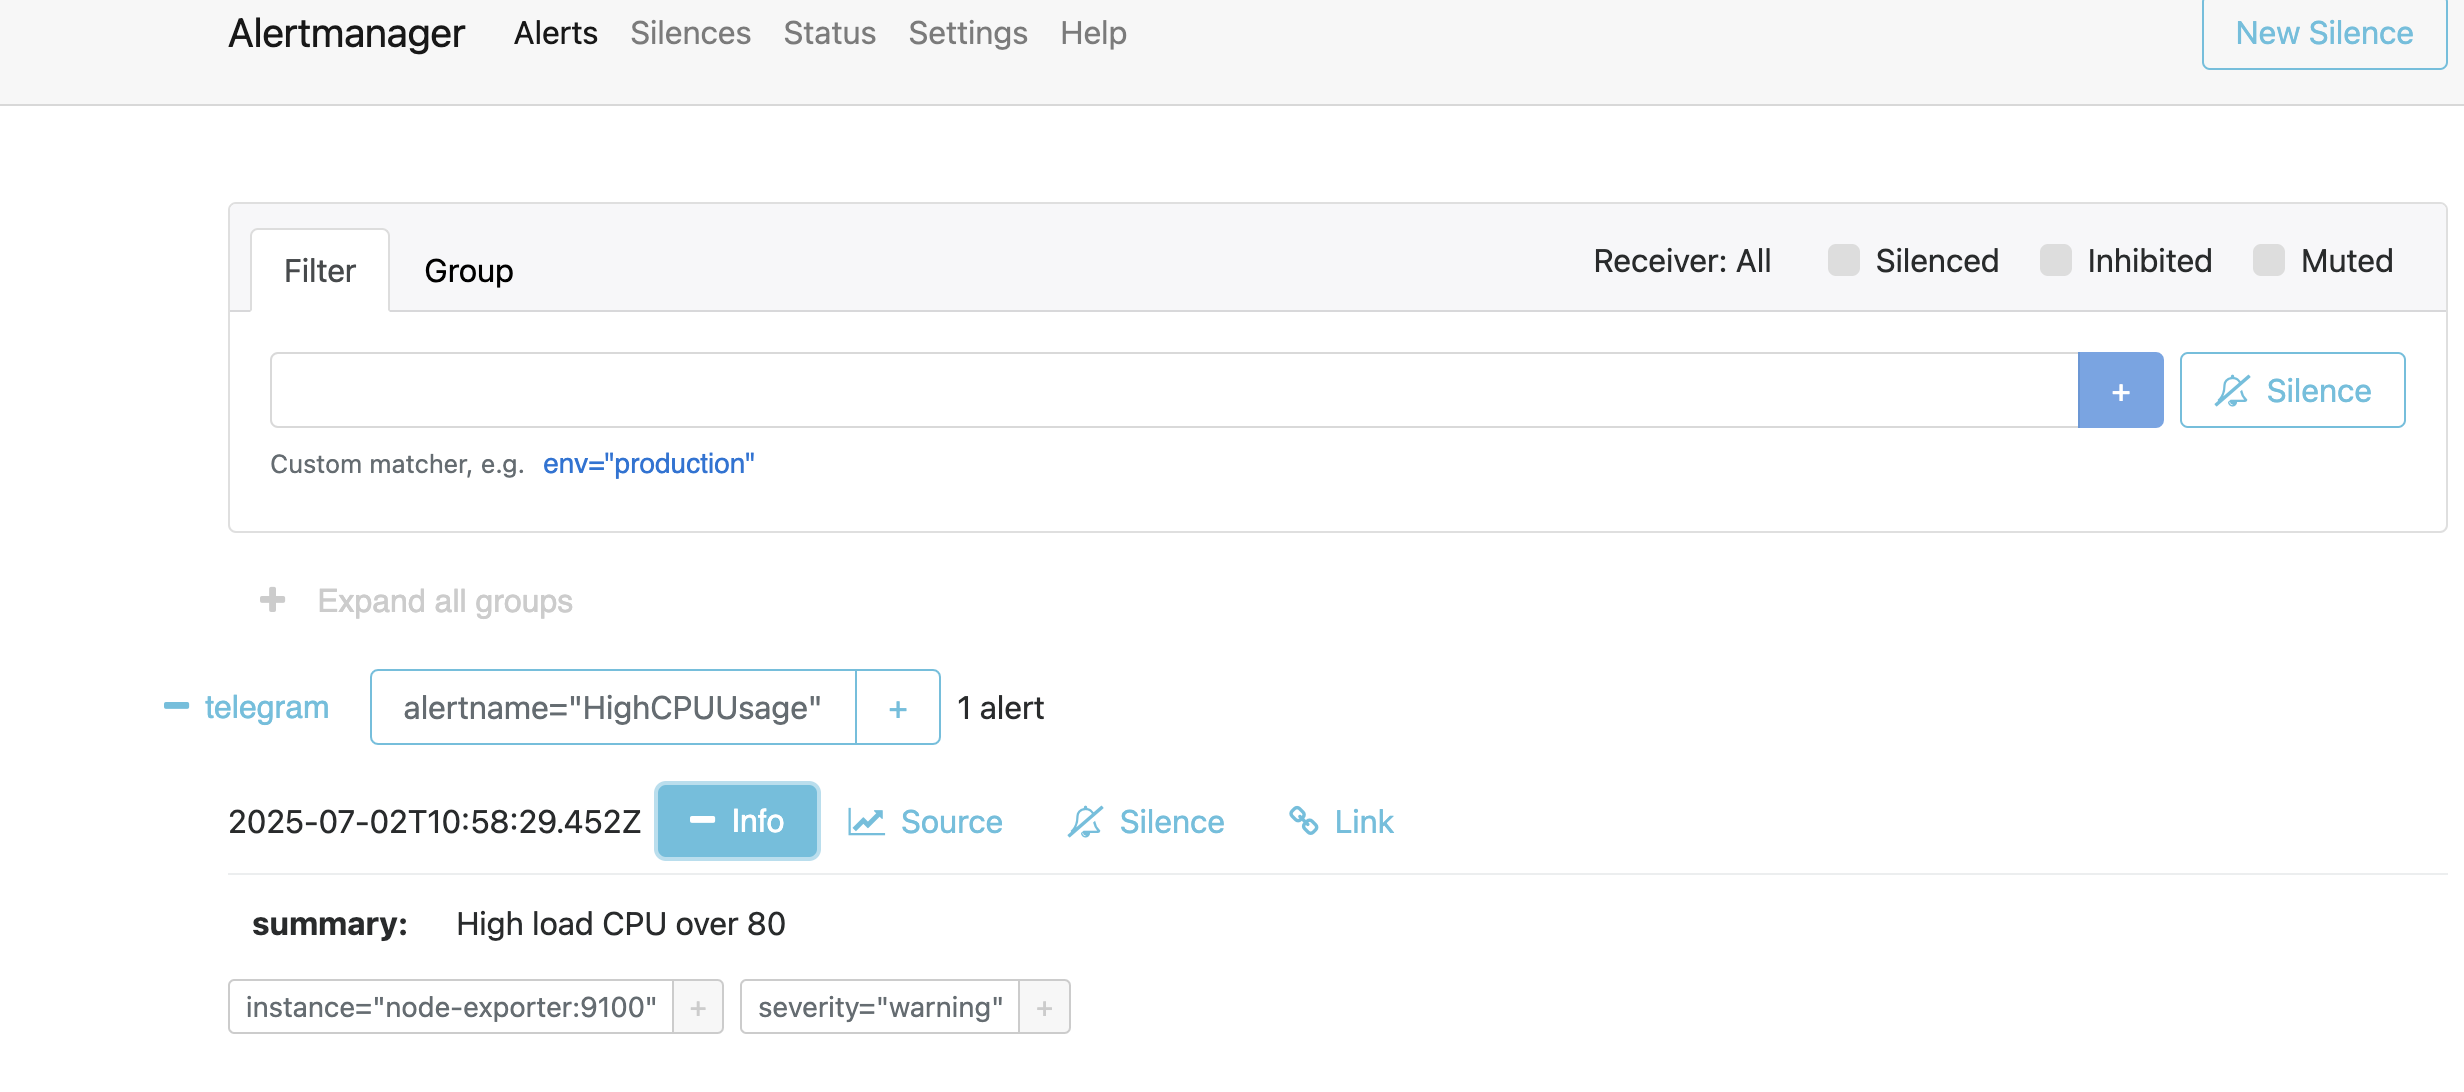 Alertmanager Alerts Silences Status Settings Help New Silence
Filter Group Receiver: All Silenced Inhibited Muted
+ Silence
Custom matcher, e.g. env="production"
+ Expand all groups
telegram alertname="HighCPUUsage" + 1 alert
2025-07-02T10:58:29.452Z Info Source Silence Link
summary: High load CPU over 80
instance="node-exporter:9100" + severity="warning" +